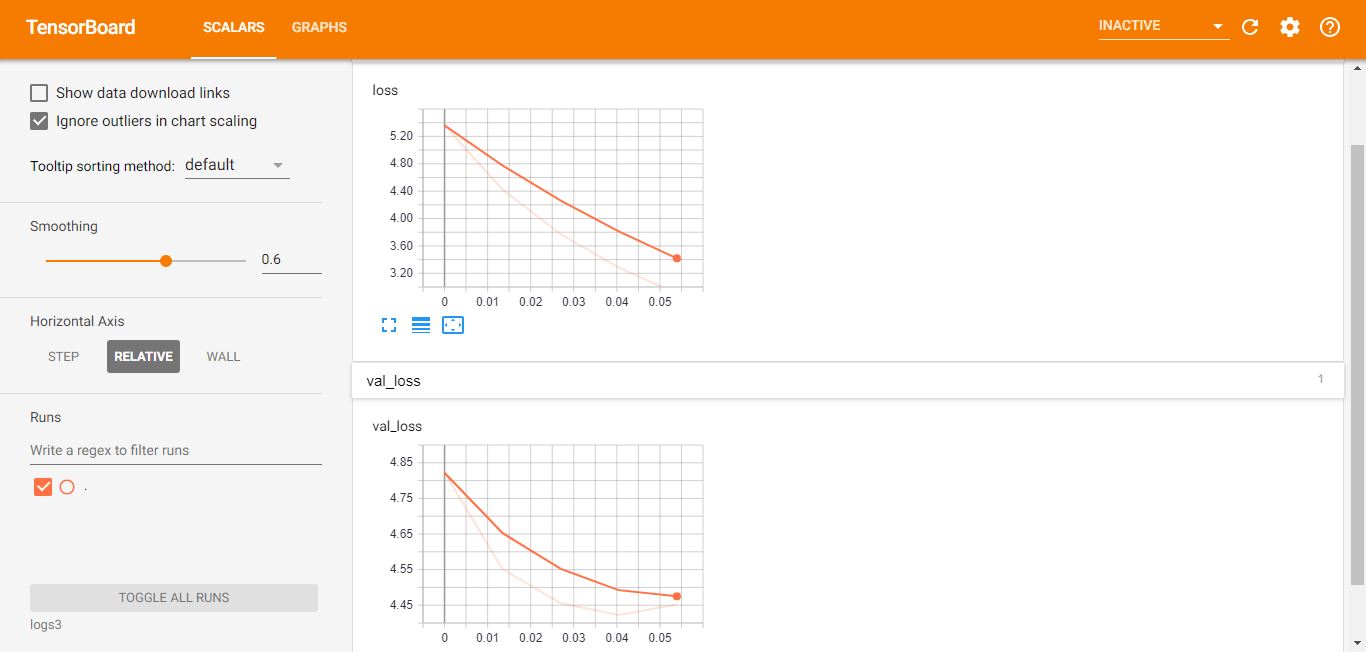 TensorBoard SCALARS GRAPHS INACTIVE
Show data download links
Ignore outliers in chart scaling
Tooltip sorting method: default
Smoothing
0.6
Horizontal Axis
STEP RELATIVE WALL
Runs
Write a regex to filter runs
.
TOGGLE ALL RUNS
logs3
loss
5.20
4.80
4.40
4.00
3.60
3.20
0 0.01 0.02 0.03 0.04 0.05
val_loss 1
val_loss
4.85
4.75
4.65
4.55
4.45
0 0.01 0.02 0.03 0.04 0.05